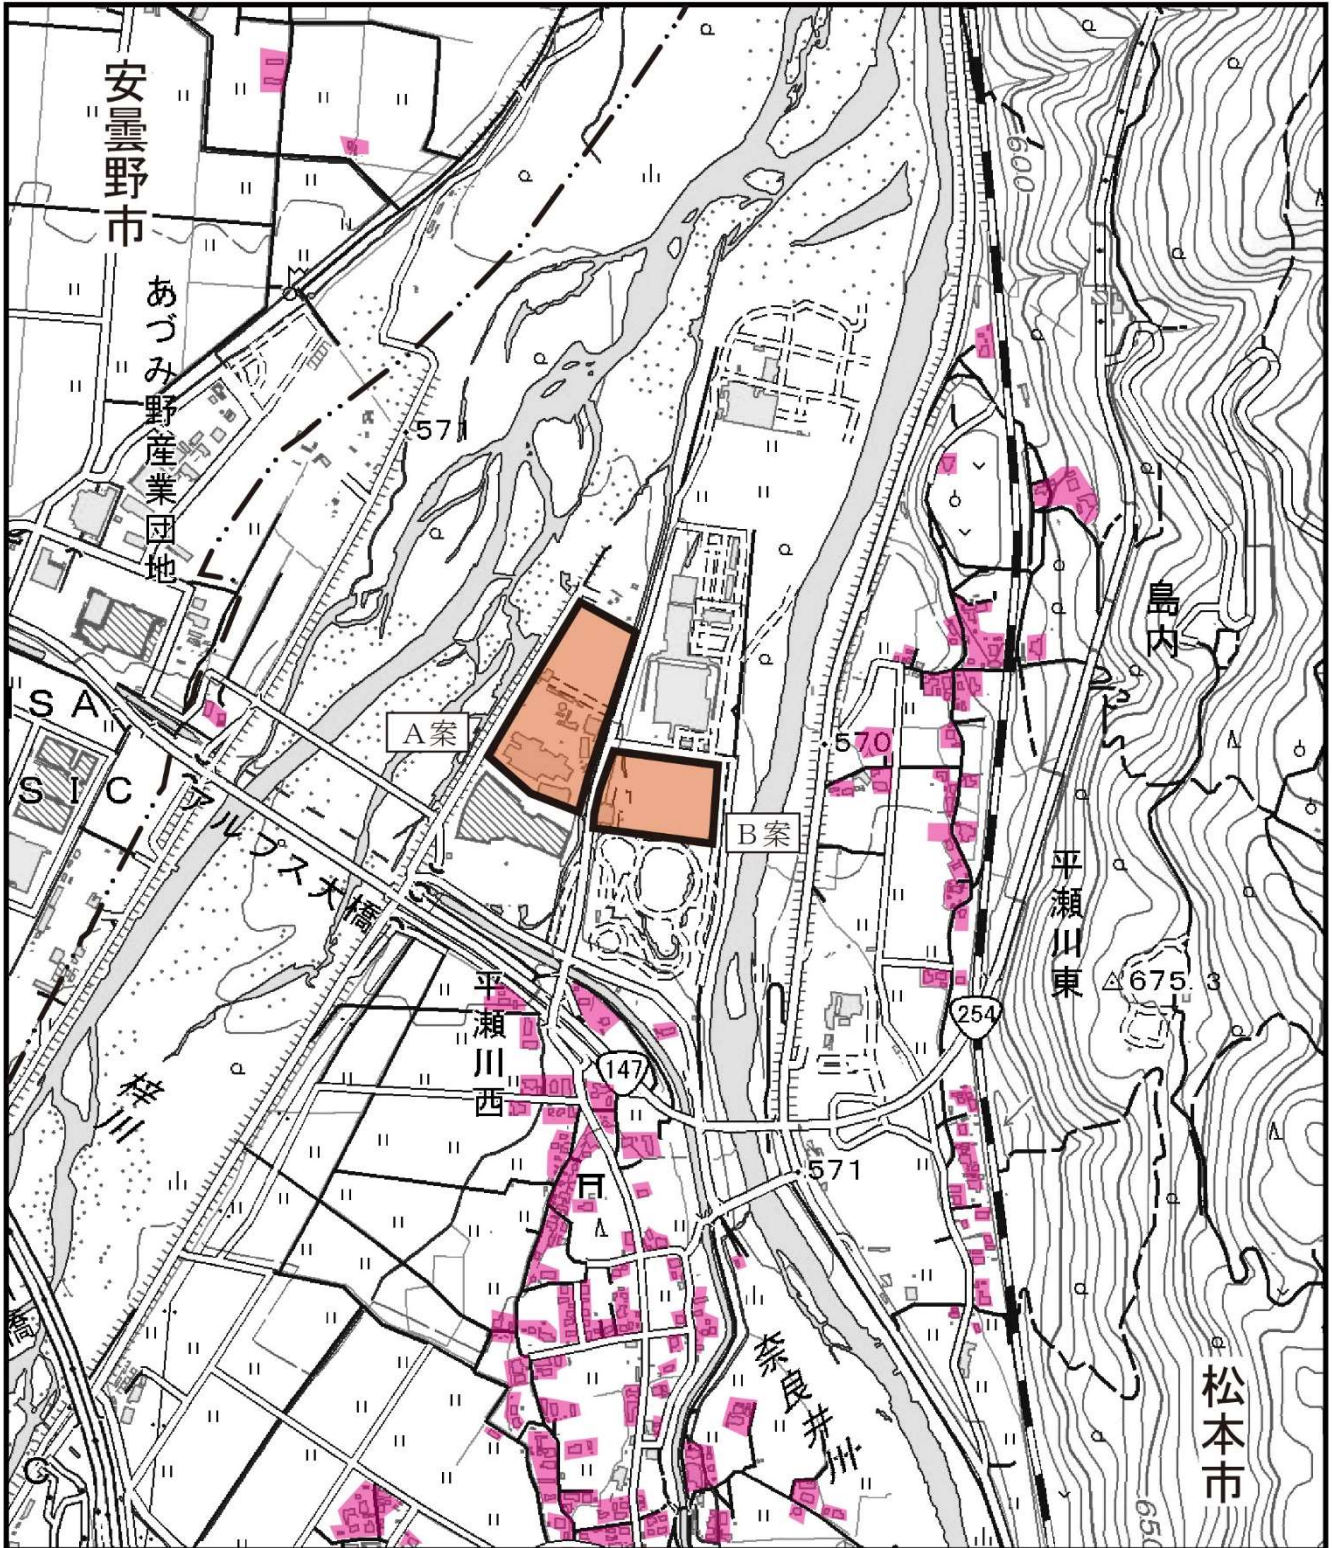 安曇野市
あづみ野産業団地
600
571
島内
A案
570
SA
SIC
アルプス大橋
B案
平瀬川東
675.3
254
平瀬川西
147
梓川
571
奈良井川
松本市
橋
C
650